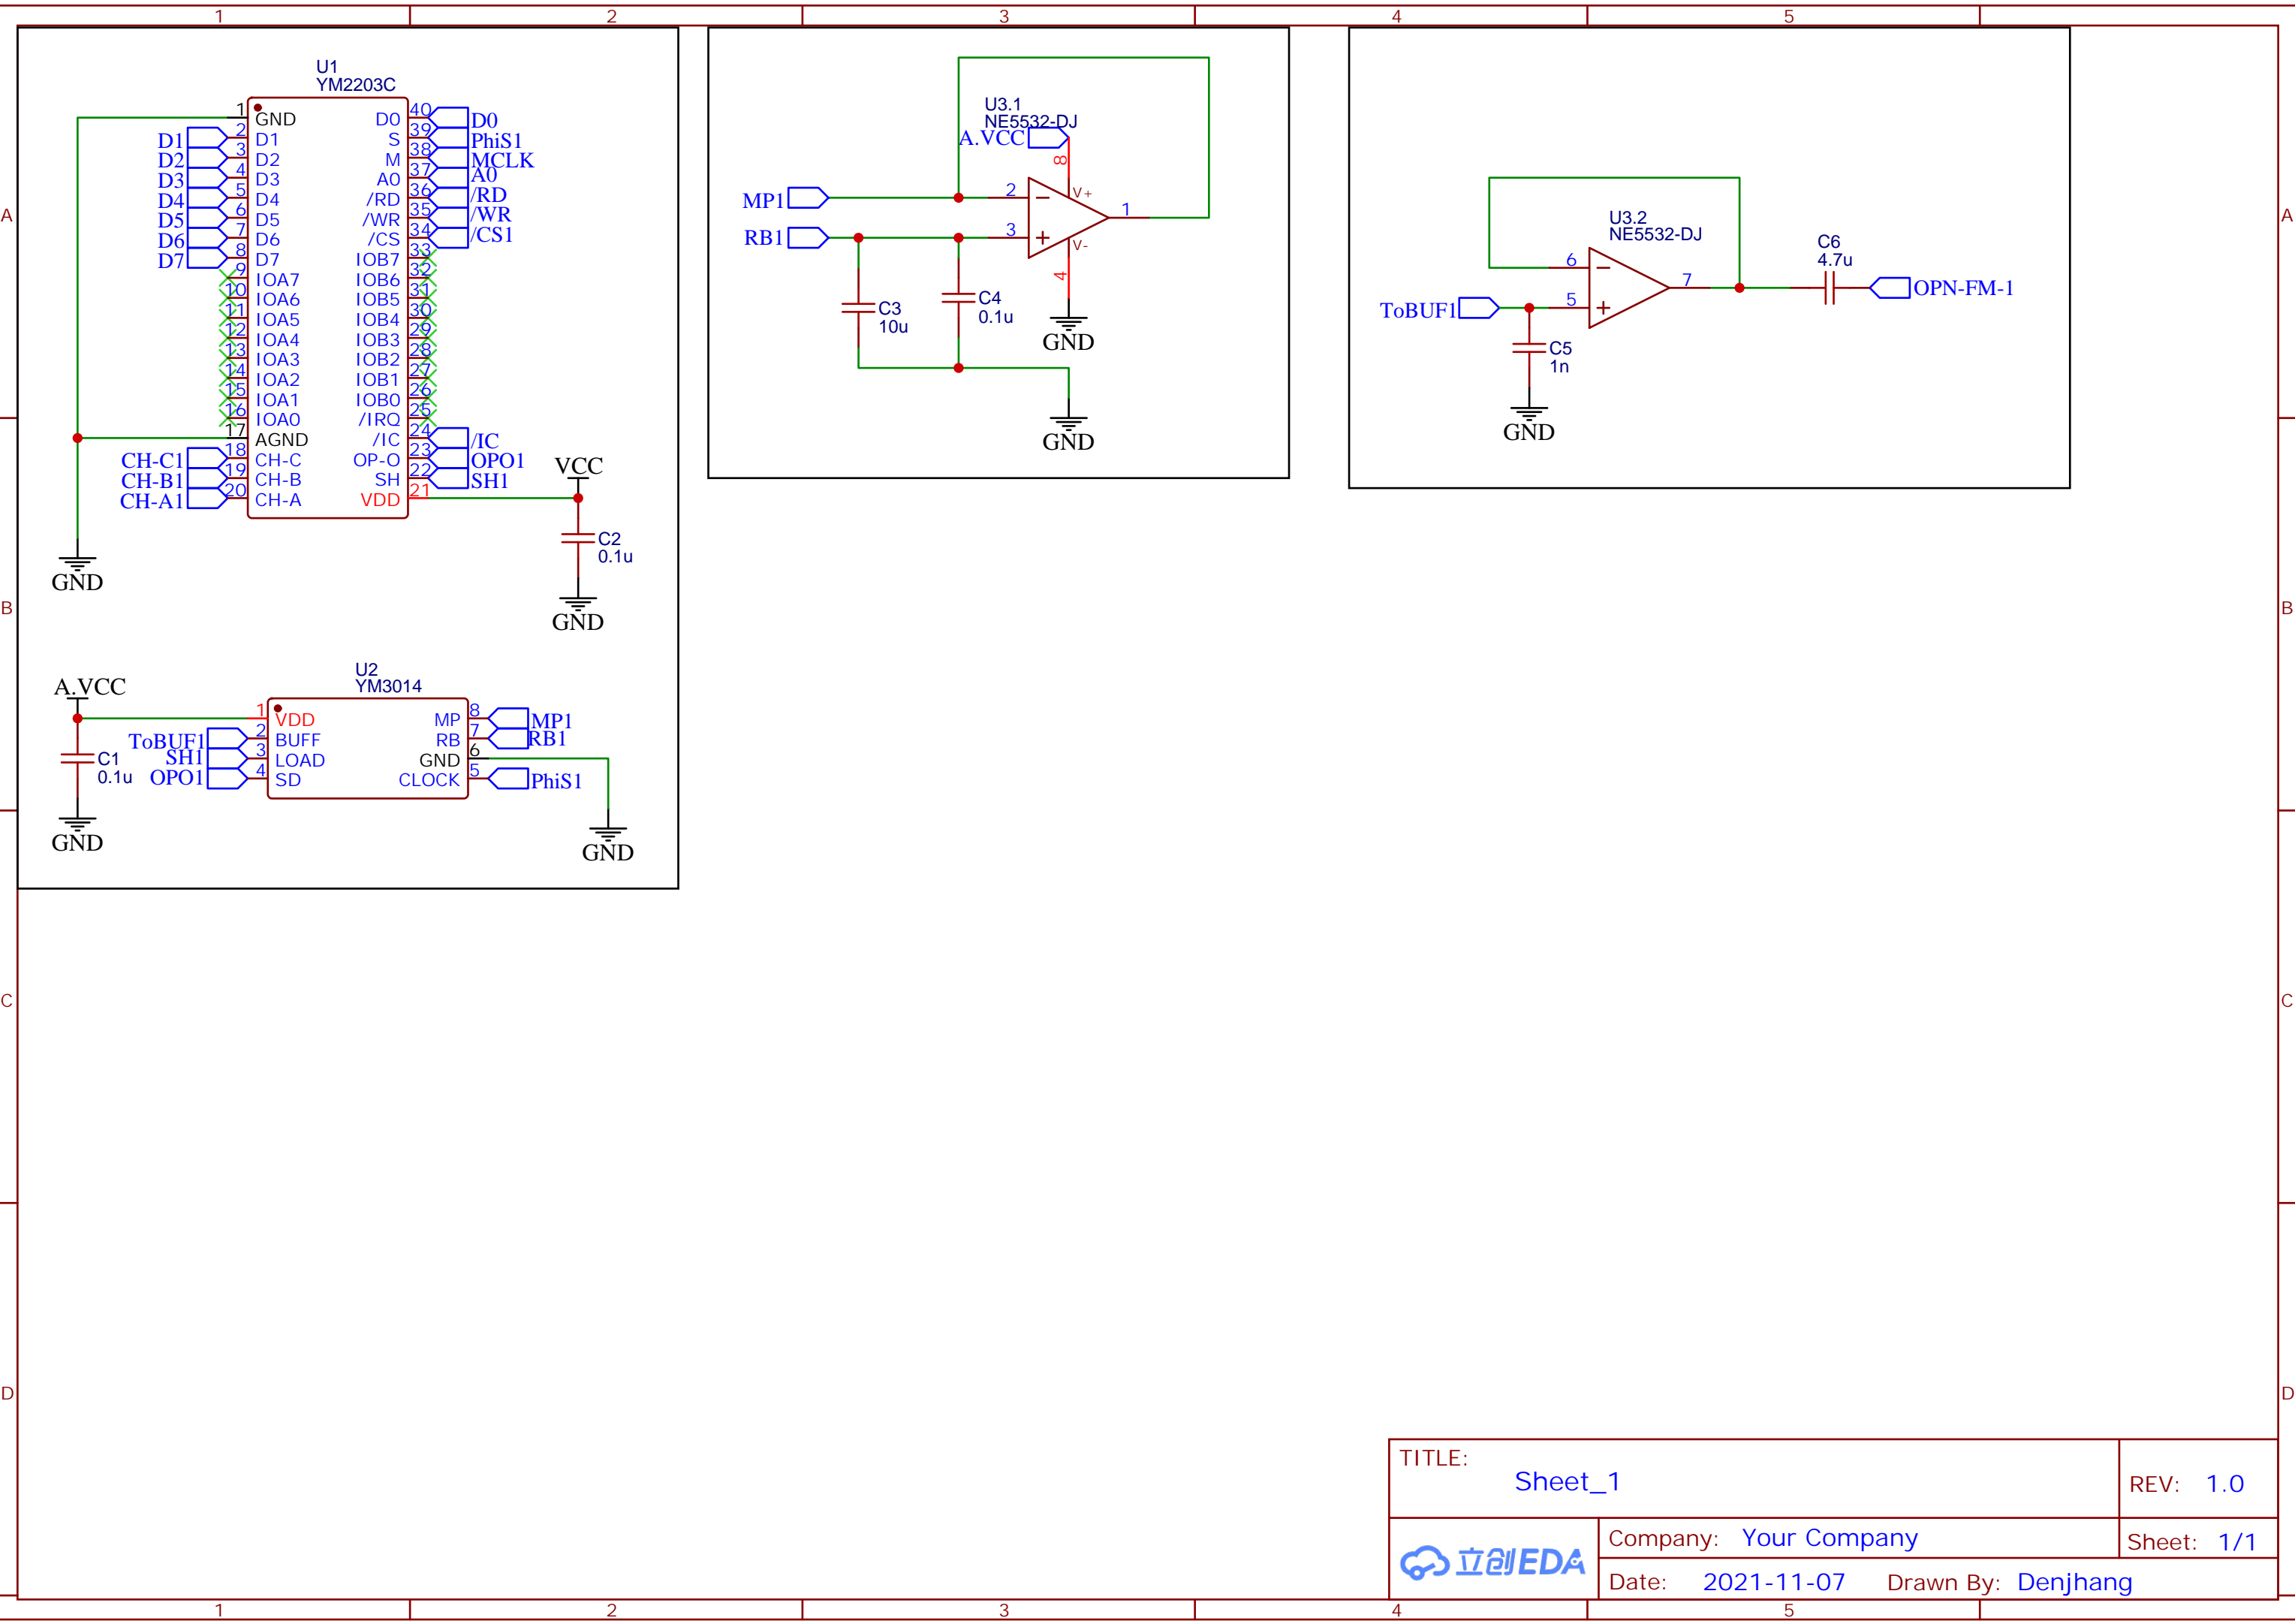 1 2 3 4 5
A
B
C
D
A
B
C
D
U1
YM2203C
1 GND
D1 2 D1
D2 3 D2
D3 4 D3
D4 5 D4
D5 6 D5
D6 7 D6
D7 8 D7
9 IOA7
10 IOA6
11 IOA5
12 IOA4
13 IOA3
14 IOA2
15 IOA1
16 IOA0
17 AGND
CH-C1 18 CH-C
CH-B1 19 CH-B
CH-A1 20 CH-A
D0 40 D0
S 39 PhiS1
M 38 MCLK
A0 37 A0
/RD 36 /RD
/WR 35 /WR
/CS 34 /CS1
IOB7 33
IOB6 32
IOB5 31
IOB4 30
IOB3 29
IOB2 28
IOB1 27
IOB0 26
/IRQ 25
/IC 24 /IC
OP-O 23 OPO1
SH 22 SH1
VDD 21
VCC
C2
0.1u
GND
GND
A.VCC
C1
0.1u
GND
U2
YM3014
1 VDD
ToBUF1 2 BUFF
SH1 3 LOAD
OPO1 4 SD
MP 8 MP1
RB 7 RB1
GND 6
CLOCK 5 PhiS1
GND
U3.1
NE5532-DJ
A.VCC
8
V+
MP1 2
RB1 3
1
V-
4
C3
10u
C4
0.1u
GND
GND
U3.2
NE5532-DJ
6
ToBUF1 5
7
C5
1n
GND
C6
4.7u
OPN-FM-1
TITLE:
Sheet_1
REV: 1.0
立创EDA
Company: Your Company
Sheet: 1/1
Date: 2021-11-07 Drawn By: Denjhang
1 2 3 4 5